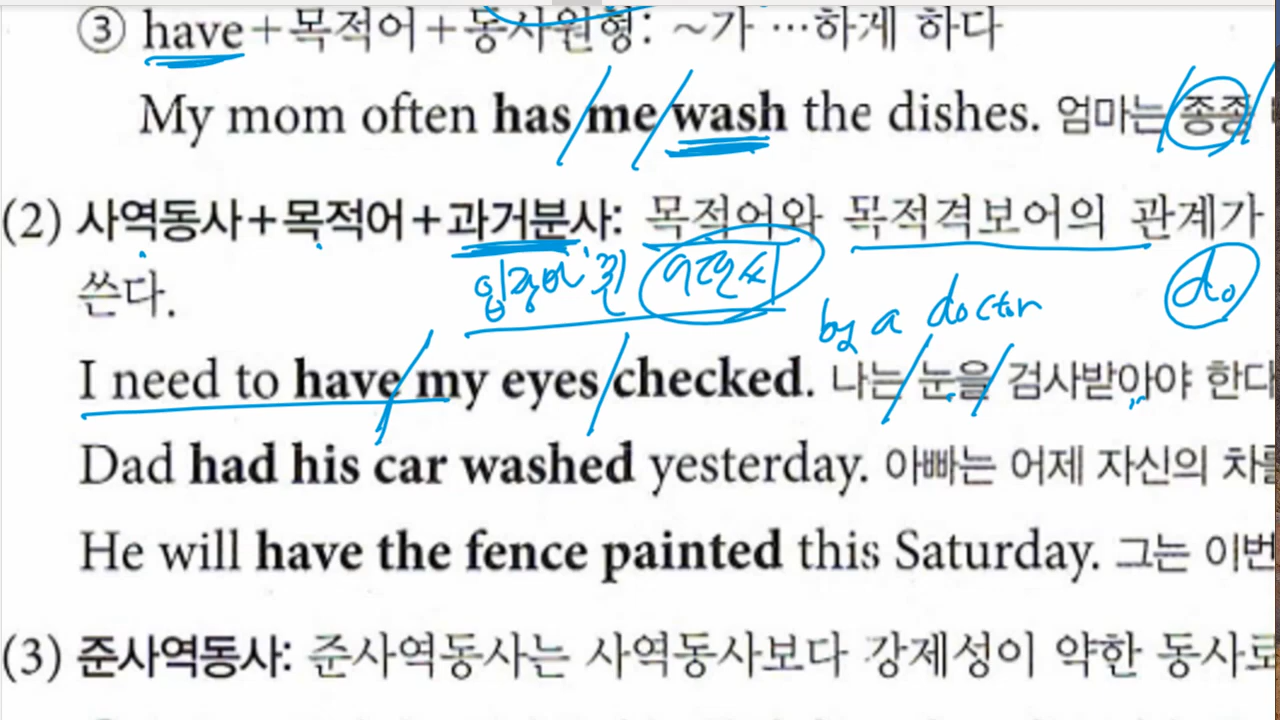 ③ have+목적어+동사원형: ~가 …하게 하다
My mom often has me wash the dishes. 엄마는 종종
(2) 사역동사+목적어+과거분사: 목적어와 목적격보어의 관계가
쓴다.
입장바뀐 do
by a doctor
I need to have my eyes checked. 나는 눈을 검사받아야 한다
Dad had his car washed yesterday. 아빠는 어제 자신의 차를
He will have the fence painted this Saturday. 그는 이번
(3) 준사역동사: 준사역동사는 사역동사보다 강제성이 약한 동사로